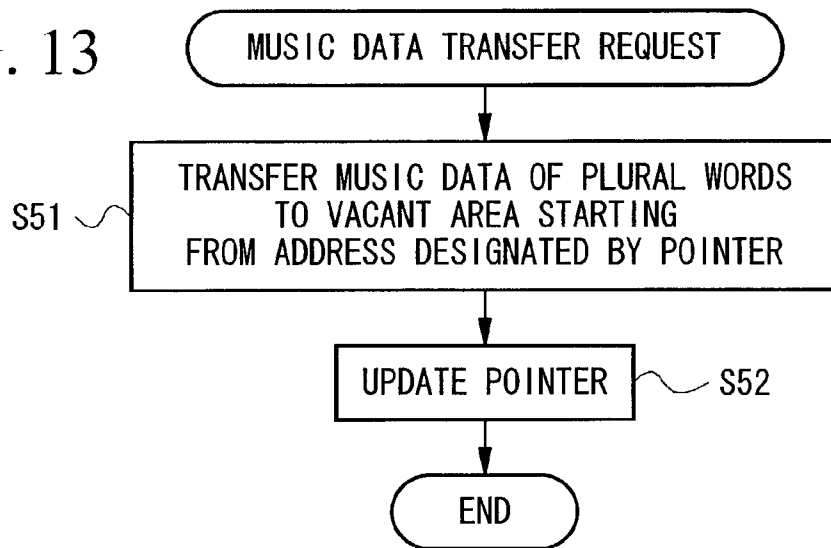 . 13
MUSIC DATA TRANSFER REQUEST
TRANSFER MUSIC DATA OF PLURAL WORDS
TO VACANT AREA STARTING
FROM ADDRESS DESIGNATED BY POINTER
S51
UPDATE POINTER
S52
END